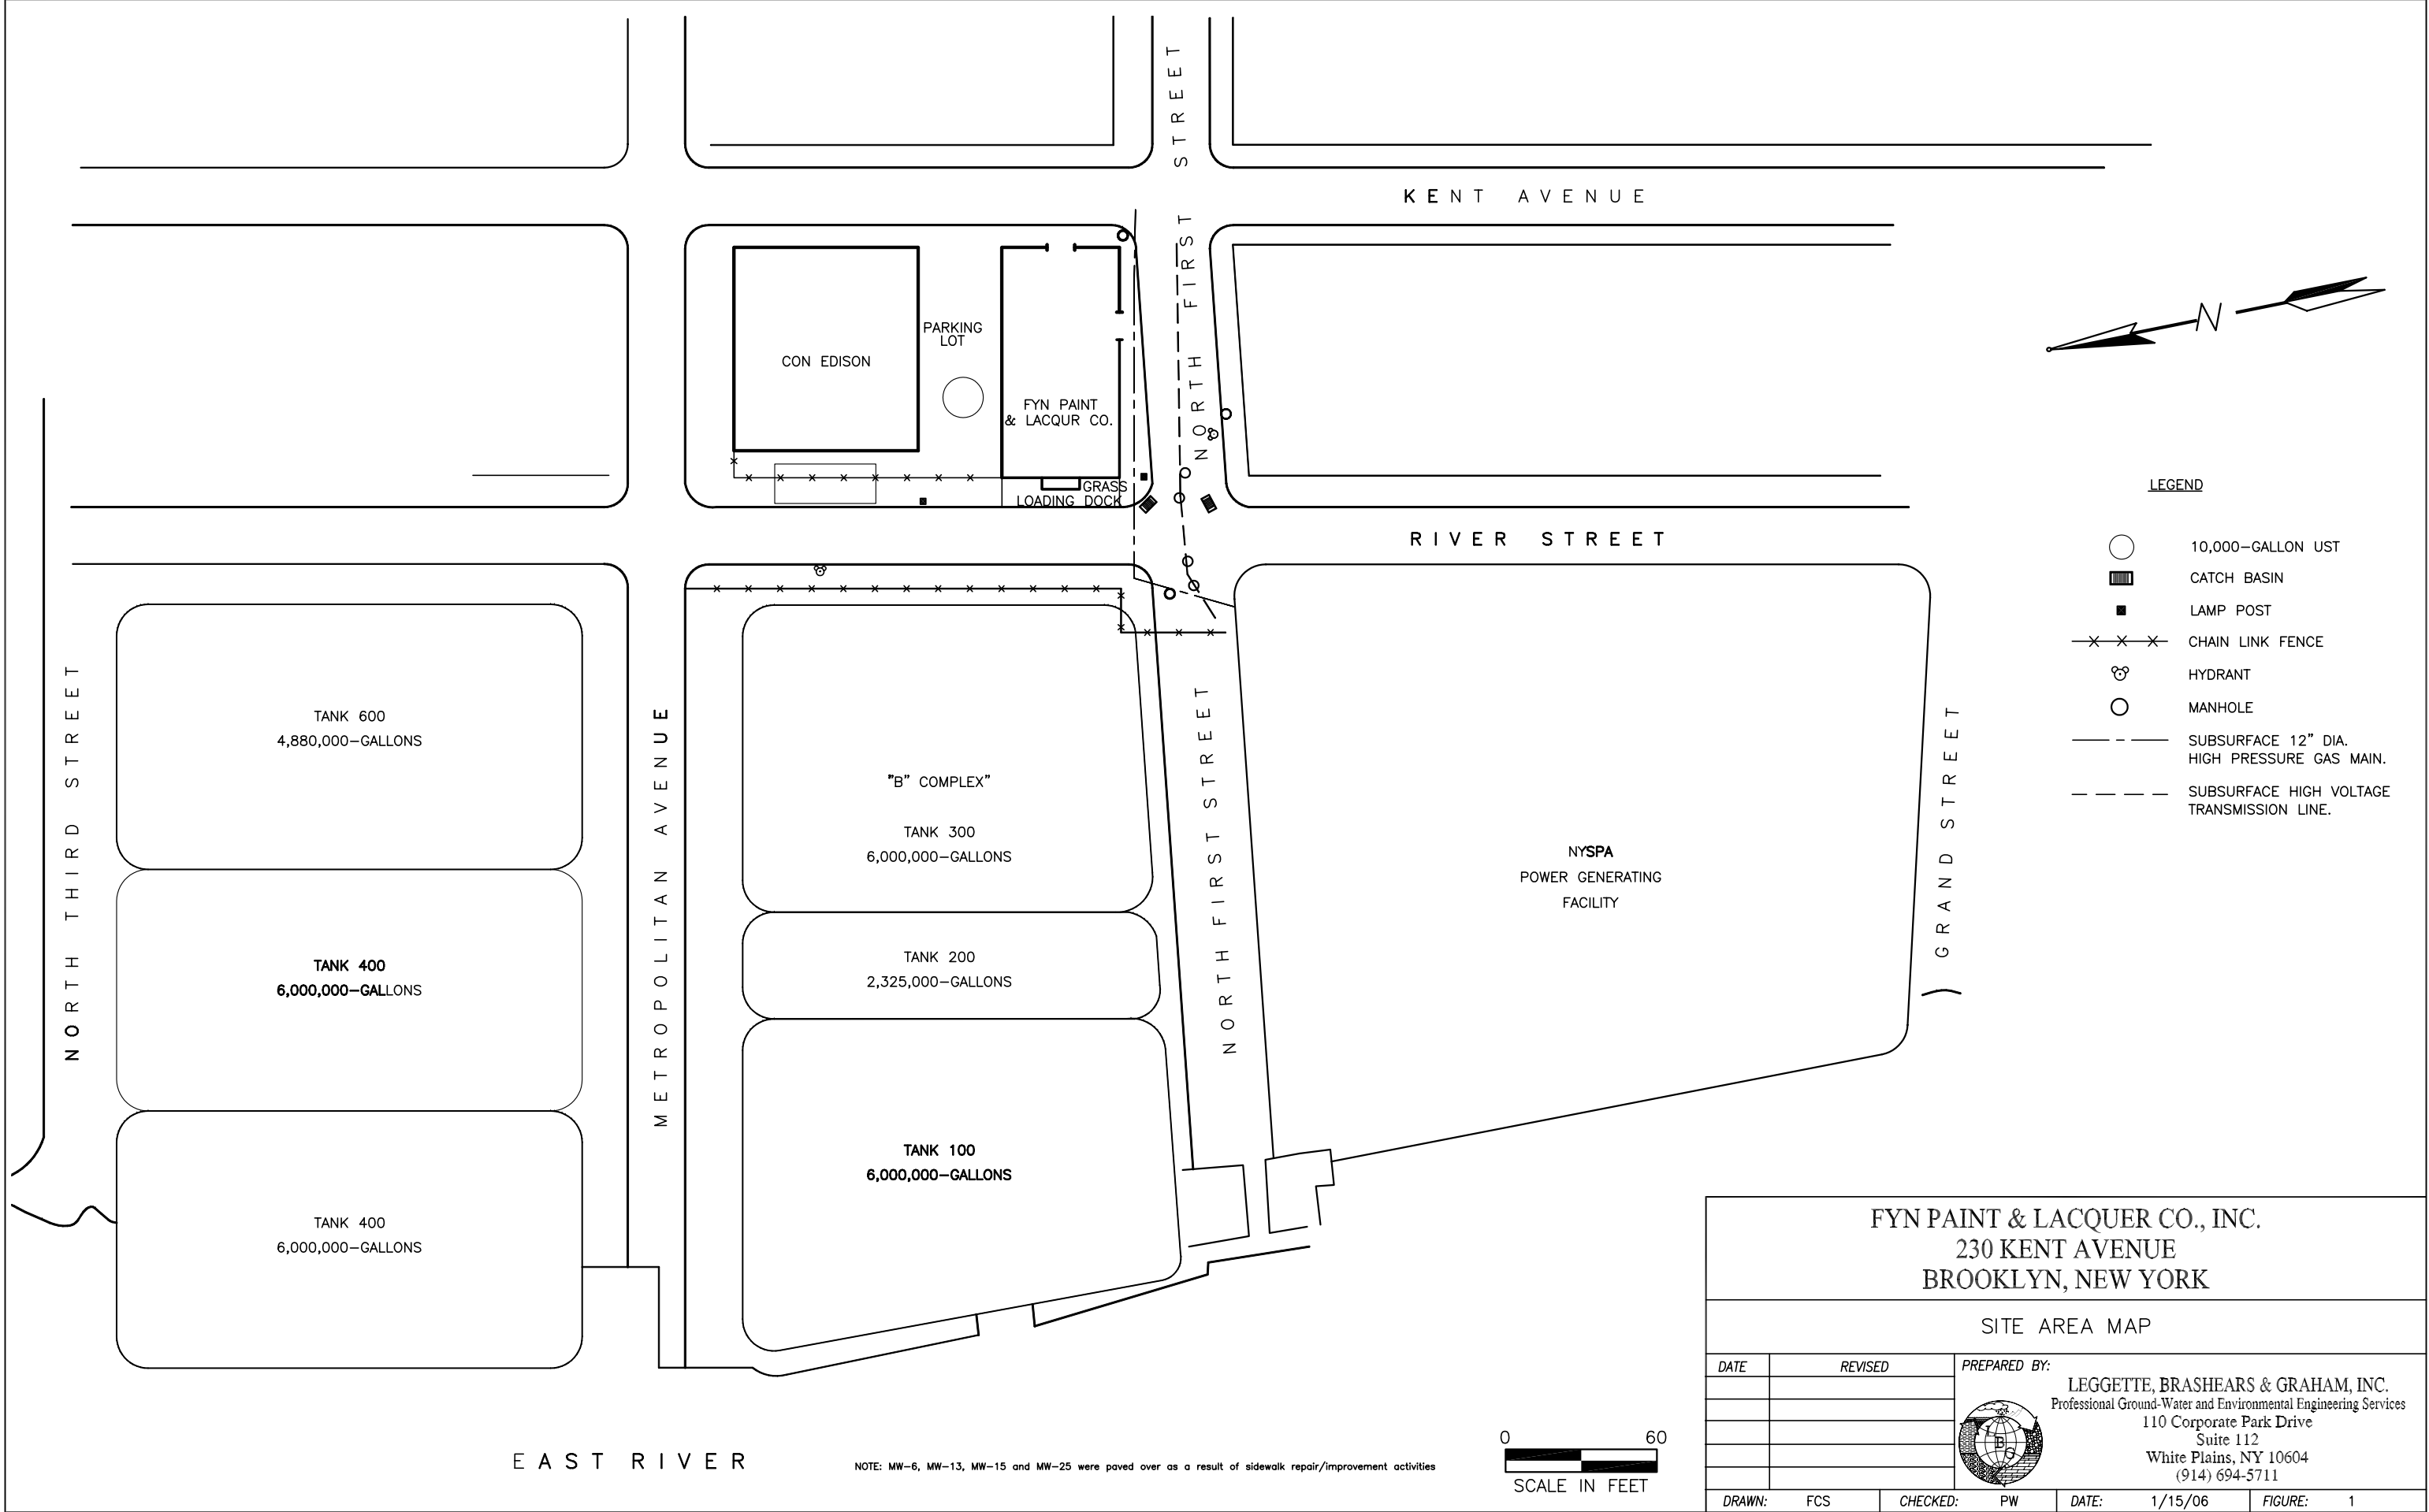 STREET
KENT AVENUE
NORTH FIRST
CON EDISON
PARKING
LOT
FYN PAINT
& LACQUR CO.
GRASS
LOADING DOCK
N
RIVER STREET
LEGEND
10,000-GALLON UST
CATCH BASIN
LAMP POST
CHAIN LINK FENCE
HYDRANT
MANHOLE
SUBSURFACE 12" DIA.
HIGH PRESSURE GAS MAIN.
SUBSURFACE HIGH VOLTAGE
TRANSMISSION LINE.
NORTH THIRD STREET
TANK 600
4,880,000-GALLONS
TANK 400
6,000,000-GALLONS
TANK 400
6,000,000-GALLONS
METROPOLITAN AVENUE
"B" COMPLEX"
TANK 300
6,000,000-GALLONS
TANK 200
2,325,000-GALLONS
TANK 100
6,000,000-GALLONS
NORTH FIRST STREET
NYSPA
POWER GENERATING
FACILITY
GRAND STREET
EAST RIVER
NOTE: MW-6, MW-13, MW-15 and MW-25 were paved over as a result of sidewalk repair/improvement activities
0 60
SCALE IN FEET
FYN PAINT & LACQUER CO., INC.
230 KENT AVENUE
BROOKLYN, NEW YORK
SITE AREA MAP
DATE REVISED PREPARED BY:
LEGGETTE, BRASHEARS & GRAHAM, INC.
Professional Ground-Water and Environmental Engineering Services
110 Corporate Park Drive
Suite 112
White Plains, NY 10604
(914) 694-5711
L B G
DRAWN: FCS CHECKED: PW DATE: 1/15/06 FIGURE: 1